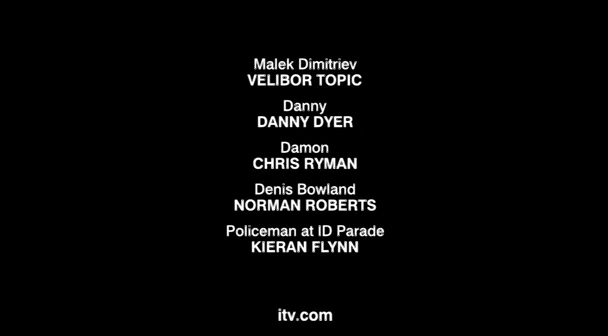 Malek Dimitriev
VELIBOR TOPIC
Danny
DANNY DYER
Damon
CHRIS RYMAN
Denis Bowland
NORMAN ROBERTS
Policeman at ID Parade
KIERAN FLYNN
itv.com